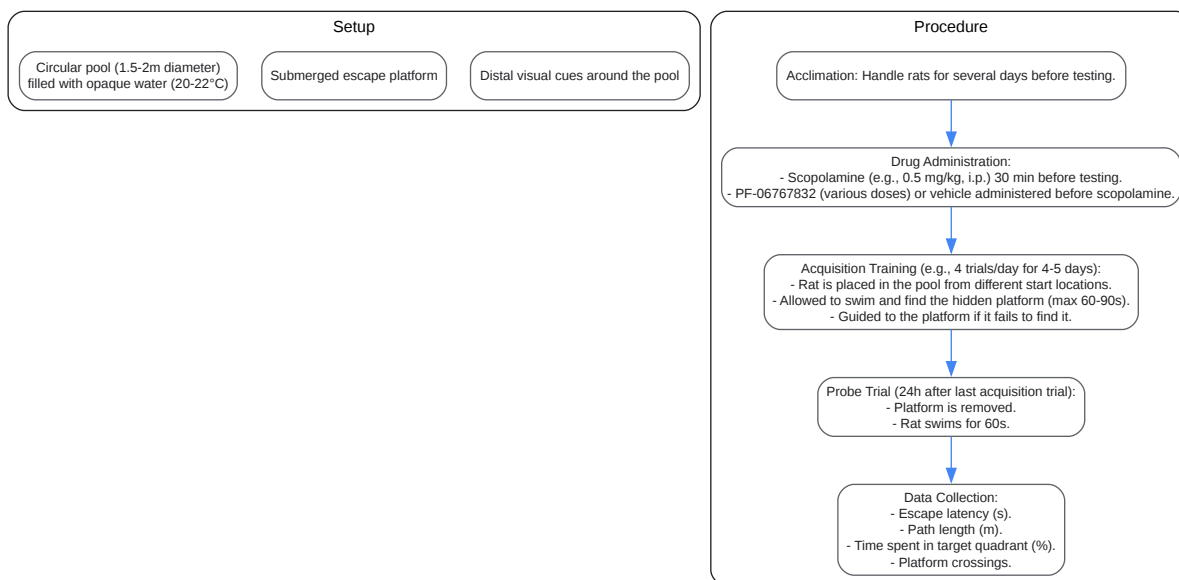 Setup
Circular pool (1.5-2m diameter)
filled with opaque water (20-22°C)
Submerged escape platform
Distal visual cues around the pool
Procedure
Acclimation: Handle rats for several days before testing.
Drug Administration:
- Scopolamine (e.g., 0.5 mg/kg, i.p.) 30 min before testing.
- PF-06767832 (various doses) or vehicle administered before scopolamine.
Acquisition Training (e.g., 4 trials/day for 4-5 days):
- Rat is placed in the pool from different start locations.
- Allowed to swim and find the hidden platform (max 60-90s).
- Guided to the platform if it fails to find it.
Probe Trial (24h after last acquisition trial):
- Platform is removed.
- Rat swims for 60s.
Data Collection:
- Escape latency (s).
- Path length (m).
- Time spent in target quadrant (%).
- Platform crossings.